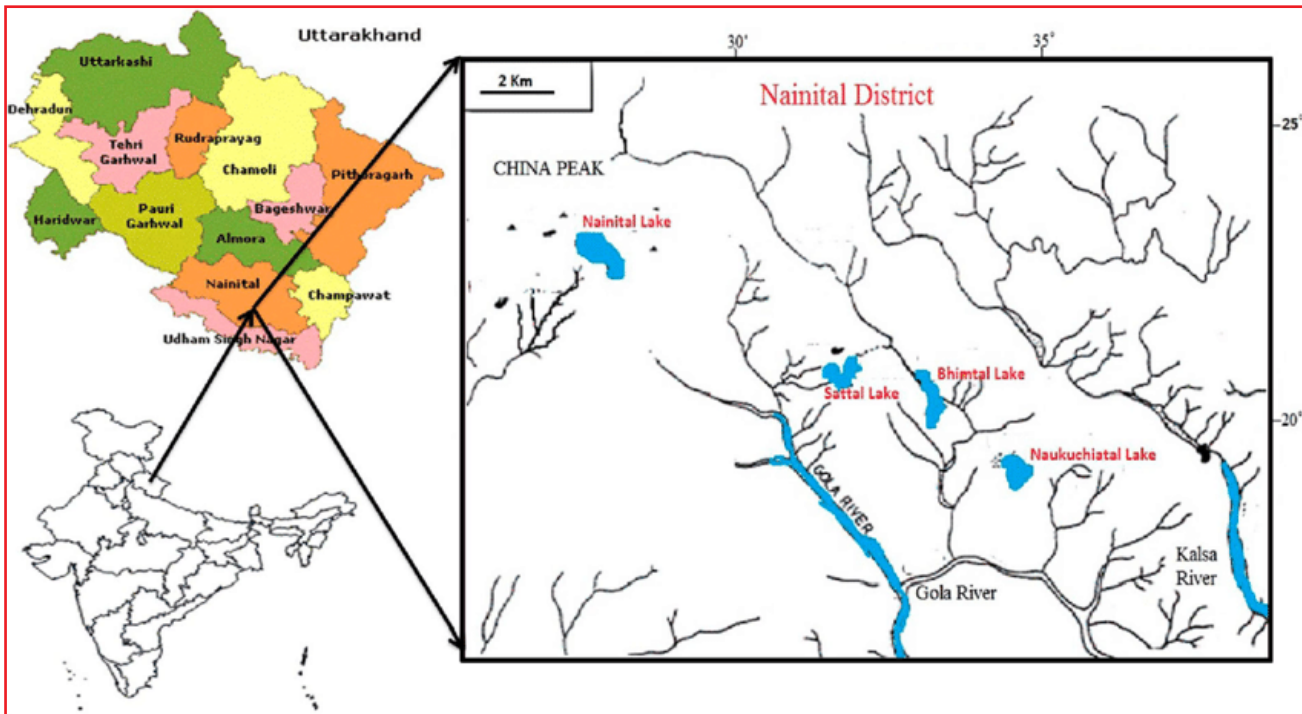 Uttarakhand
Uttarkashi
Dehradun
Tehri
Garhwal
Rudraprayag
Chamoli
Pithoragarh
Haridwar
Pauri
Garhwal
Bageshwar
Almora
Nainital
Champawat
Udham Singh Nagar
30'
35'
2 Km
Nainital District
25°
CHINA PEAK
Nainital Lake
Sattal Lake
Bhimtal Lake
20°
Naukuchiatal Lake
GOLA RIVER
Gola River
Kalsa
River